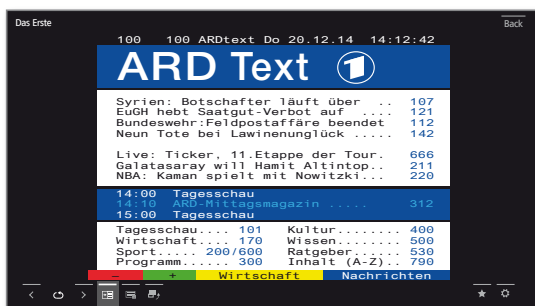 Das Erste
Back
100 100 ARDtext Do 20.12.14 14:12:42
ARD Text 1
Syrien: Botschafter läuft über .. 107
EuGH hebt Saatgut-Verbot auf .... 121
Bundeswehr:Feldpostaffäre beendet 112
Neun Tote bei Lawinenunglück ..... 142
Live: Ticker, 11.Etappe der Tour. 666
Galatasaray will Hamit Altintop.. 211
NBA: Kaman spielt mit Nowitzki... 220
14:00 Tagesschau
14:10 ARD-Mittagsmagazin ..... 312
15:00 Tagesschau
Tagesschau.... 101 Kultur........ 400
Wirtschaft.... 170 Wissen........ 500
Sport..... 200/600 Ratgeber...... 530
Programm...... 300 Inhalt (A-Z).. 790
- + Wirtschaft Nachrichten